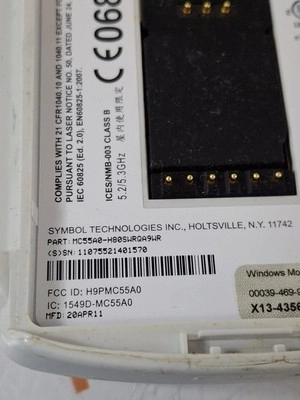 COMPLIES WITH 21 CFR1040.10 AND 1040.11 EXCEPT
PURSUANT TO LASER NOTICE NO. 50, DATED JUNE 24,
IEC 60825 (Ed. 2.0), EN60825-1:2007.
CE068
ICES/NMB-003 CLASS B
屋内使用限定
5.2/5.3GHz
SYMBOL TECHNOLOGIES INC., HOLTSVILLE, N.Y. 11742
PART: MC55A0-H80SWRQA9WR
(S)SN: 11075521401570
FCC ID: H9PMC55A0
IC: 1549D-MC55A0
MFD: 20APR11
Windows Mo
00039-469-9
X13-4356